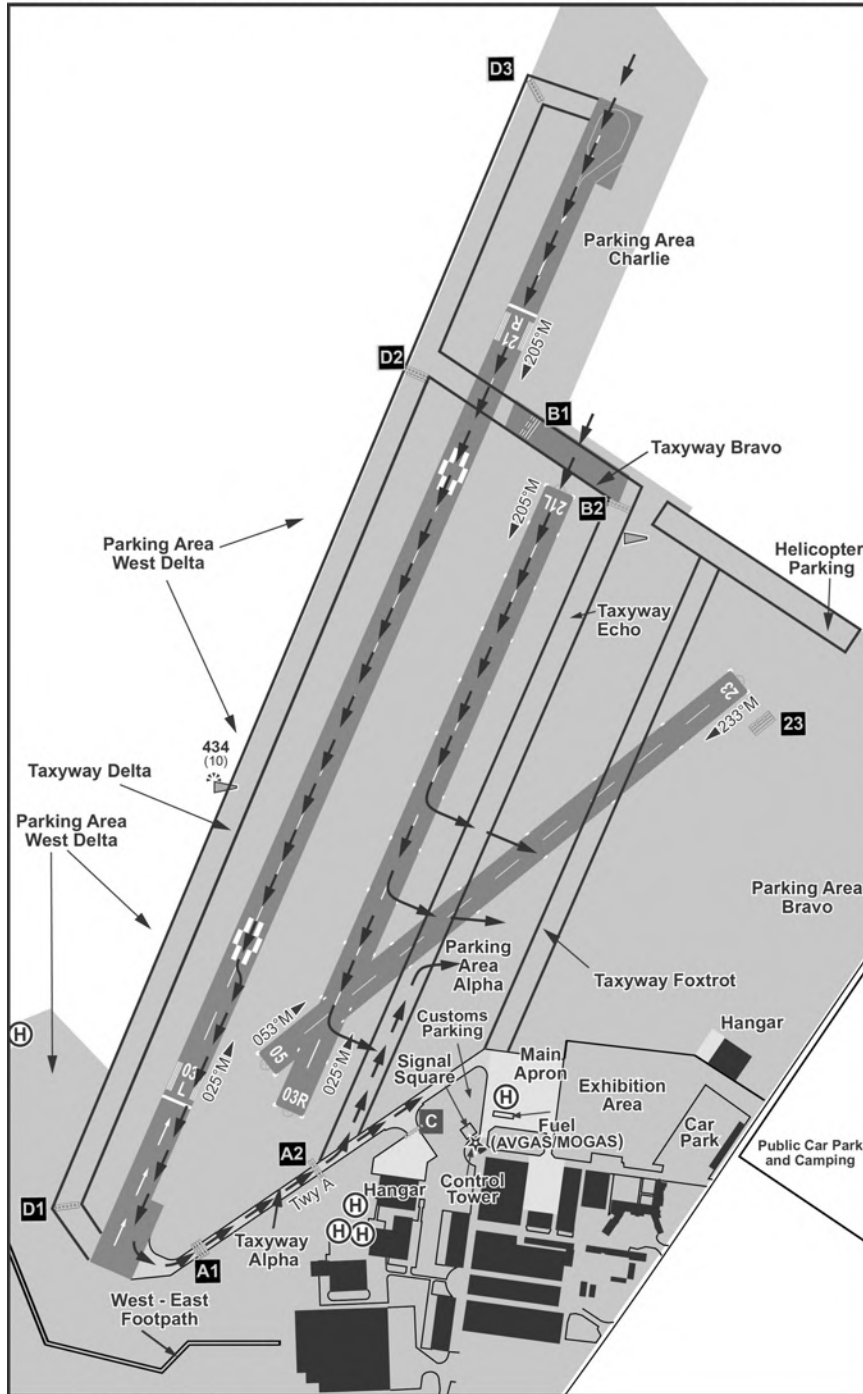 D3
Parking Area
Charlie
21
R
205°M
D2
B1
Taxyway Bravo
205°M
21L
B2
Helicopter
Parking
Parking Area
West Delta
Taxyway
Echo
23
233°M
23
434
(10)
Taxyway Delta
Parking Area
West Delta
Parking Area
Bravo
Parking
Area
Alpha
Taxyway Foxtrot
H
053°M
05
Customs
Parking
Hangar
025°M
03
L
025°M
03R
Signal
Square
Main
Apron
H
Exhibition
Area
Fuel
(AVGAS/MOGAS)
Car
Park
C
Public Car Park
and Camping
A2
Twy A
Control
Tower
Hangar
H
H
H
D1
Taxyway
Alpha
A1
West - East
Footpath